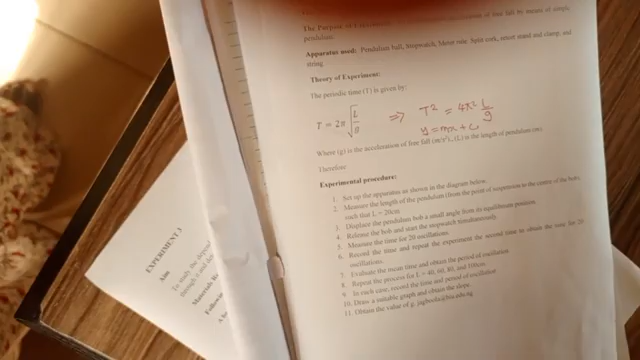 The Purpose of Experiment acceleration of free fall by means of simple
pendulum.
Apparatus used: Pendulum ball, Stopwatch, Meter rule. Split cork, retort stand and clamp, and
string
Theory of Experiment:
The periodic time (T) is given by:
T = 2π √(L/g) ⇒ T² = 4π² L/g
y = mx + c
Where (g) is the acceleration of free fall (m/s²), (L) is the length of pendulum (m)
Therefore
Experimental procedure:
1. Set up the apparatus as shown in the diagram below.
2. Measure the length of the pendulum (from the point of suspension to the centre of the bob),
such that L = 20cm.
3. Displace the pendulum bob a small angle from its equilibrium position.
4. Release the bob and start the stopwatch simultaneously.
5. Measure the time for 20 oscillations.
6. Record the time and repeat the experiment the second time to obtain the time for 20
oscillations.
7. Evaluate the mean time and obtain the period of oscillation
8. Repeat the process for L = 40, 60, 80, and 100cm.
9. In each case, record the time and period of oscillation
10. Draw a suitable graph and obtain the slope.
11. Obtain the value of g.
EXPERIMENT 3
Aim
To study the
through
Materials